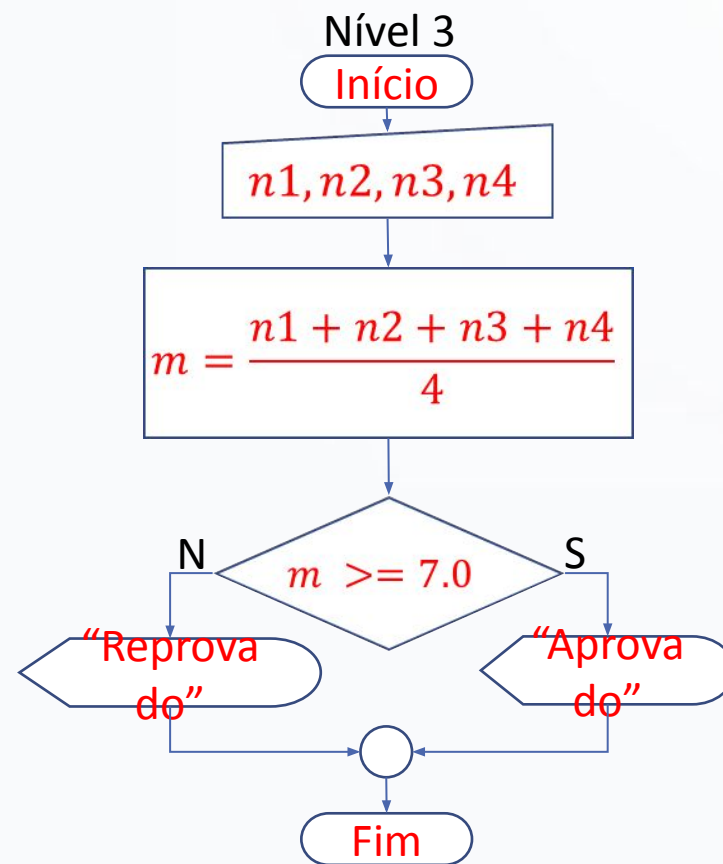 Nível 3
Início
n1, n2, n3, n4
m = \frac{n1 + n2 + n3 + n4}{4}
N
m >= 7.0
S
“Reprova
do”
“Aprova
do”
Fim